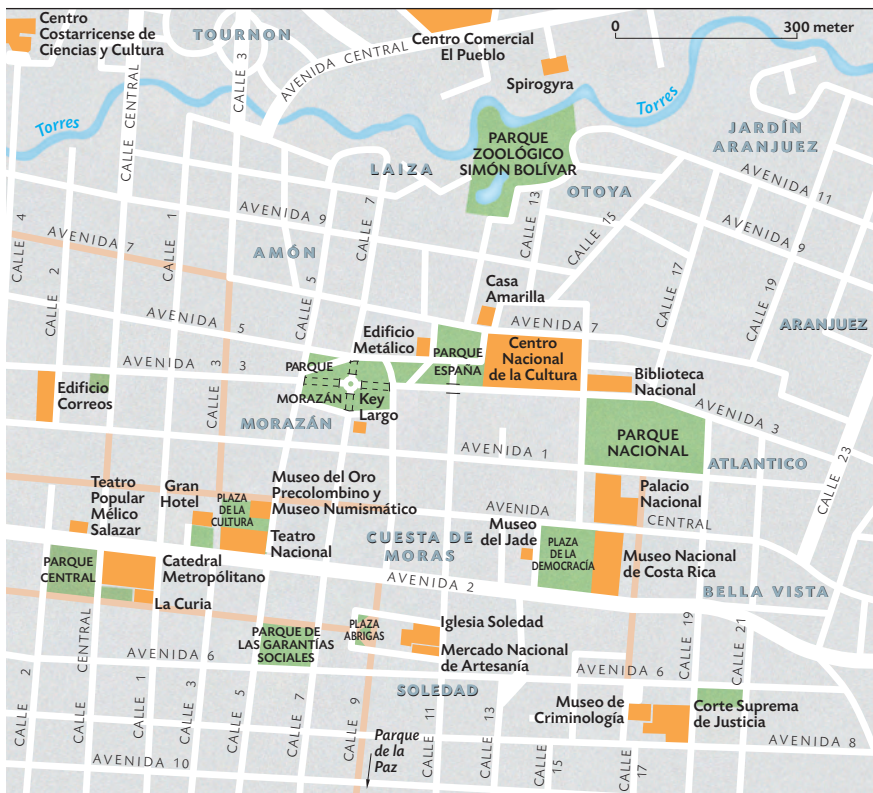 Centro
Costarricense de
Ciencias y Cultura
TOURNON
CALLE 3
AVENIDA CENTRAL
Centro Comercial
El Pueblo
0
300 meter
Spirogyra
Torres
Torres
CALLE CENTRAL
PARQUE
ZOOLÓGICO
SIMÓN BOLÍVAR
JARDÍN
ARANJUEZ
LAIZA
OTOYA
AVENIDA 11
CALLE 4
CALLE 1
AVENIDA 9
CALLE 7
CALLE 13
CALLE 15
AVENIDA 9
AVENIDA 7
AMÓN
CALLE 2
CALLE 5
CALLE 17
CALLE 19
Casa
Amarilla
AVENIDA 5
AVENIDA 7
ARANJUEZ
Edificio
Metálico
PARQUE
ESPAÑA
Centro
Nacional
de la Cultura
AVENIDA 3
3
PARQUE
MORAZÁN
Key
Largo
Biblioteca
Nacional
Edificio
Correos
CALLE 3
MORAZÁN
AVENIDA 3
AVENIDA 1
PARQUE
NACIONAL
ATLANTICO
CALLE 23
Teatro
Popular
Mélico
Salazar
Gran
Hotel
PLAZA
DE LA
CULTURA
Museo del Oro
Precolombino y
Museo Numismático
Teatro
Nacional
Palacio
Nacional
AVENIDA
CENTRAL
CUESTA DE
MORAS
Museo
del Jade
PLAZA
DE LA
DEMOCRACÍA
Museo Nacional
de Costa Rica
PARQUE
CENTRAL
Catedral
Metropólitano
La Curia
AVENIDA 2
BELLA VISTA
PARQUE DE
LAS GARANTÍAS
SOCIALES
PLAZA
ABRIGAS
Iglesia Soledad
Mercado Nacional
de Artesanía
CALLE 19
CALLE 21
CENTRAL
AVENIDA 6
AVENIDA 6
SOLEDAD
CALLE 2
CALLE 1
CALLE 3
CALLE 5
CALLE 7
CALLE 9
CALLE 11
CALLE 13
CALLE 15
CALLE 17
Museo de
Criminología
Corte Suprema
de Justicia
Parque
de la
Paz
AVENIDA 8
AVENIDA 10